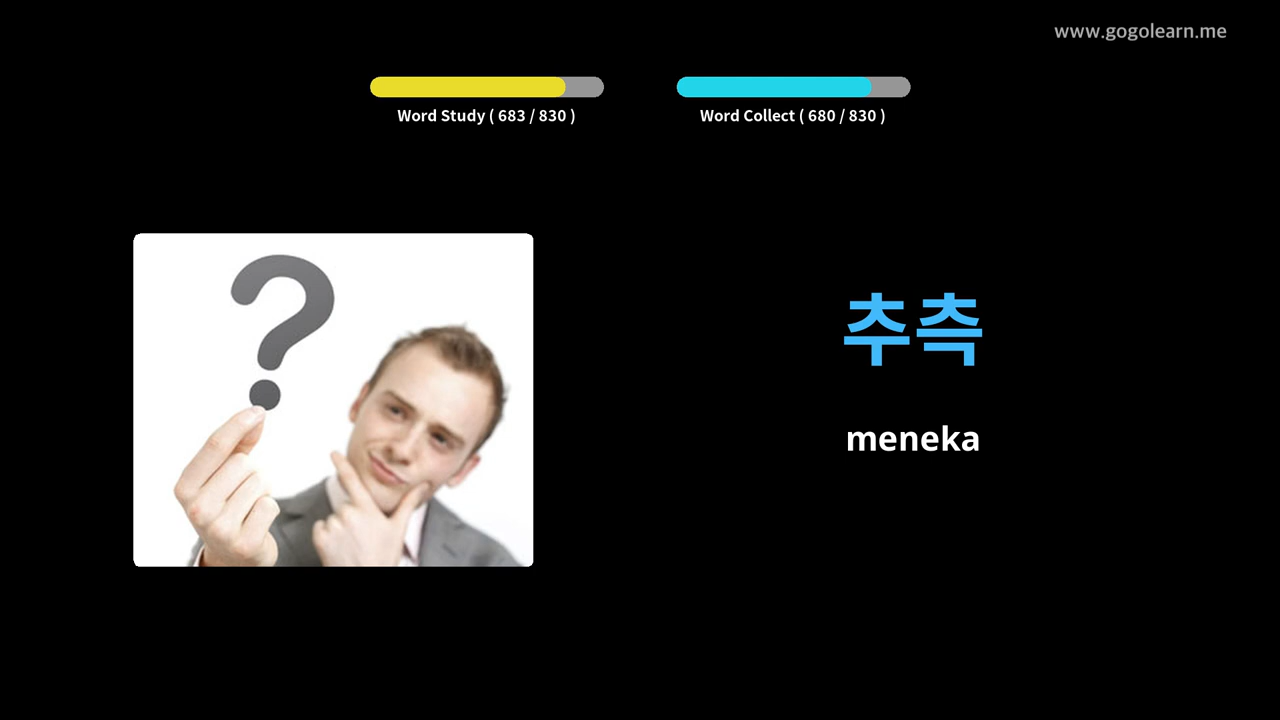 www.gogolearn.me
Word Study ( 683 / 830 )
Word Collect ( 680 / 830 )
?
추측
meneka